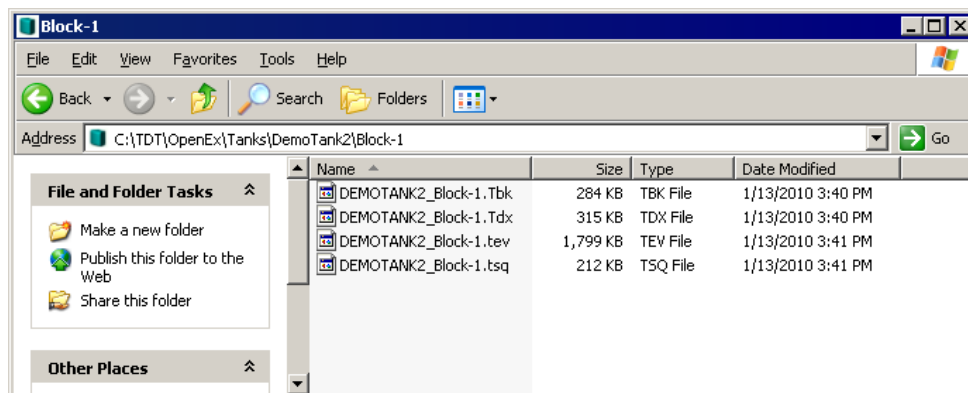 Block-1
File Edit View Favorites Tools Help
Back Search Folders
Address C:\TDT\OpenEx\Tanks\DemoTank2\Block-1 Go
File and Folder Tasks
Make a new folder
Publish this folder to the
Web
Share this folder
Other Places
Name Size Type Date Modified
DEMOTANK2_Block-1.Tbk 284 KB TBK File 1/13/2010 3:40 PM
DEMOTANK2_Block-1.Tdx 315 KB TDX File 1/13/2010 3:40 PM
DEMOTANK2_Block-1.tev 1,799 KB TEV File 1/13/2010 3:41 PM
DEMOTANK2_Block-1.tsq 212 KB TSQ File 1/13/2010 3:41 PM